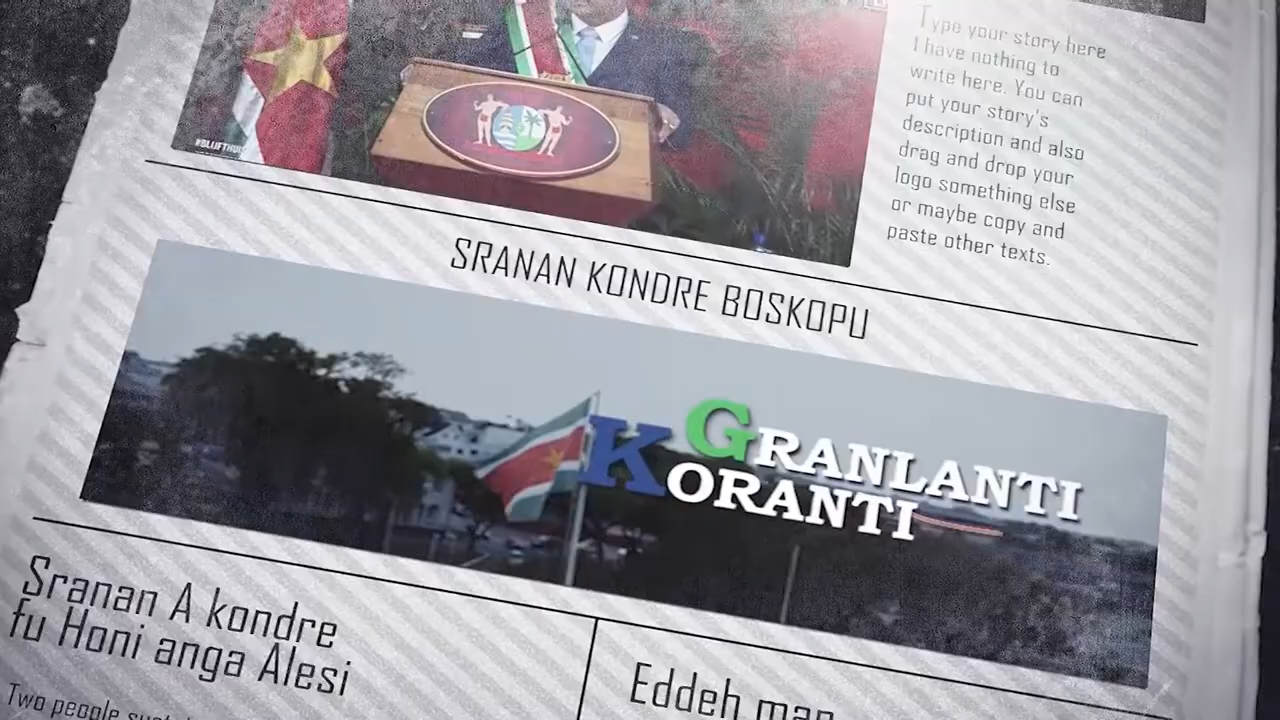 Type your story here
I have nothing to
write here. You can
put your story's
description and also
drag and drop your
logo something else
or maybe copy and
paste other texts.
SRANAN KONDRE BOSKOPU
GRANLANTI
KORANTI
Sranan A kondre
fu Honi anga Alesi
Eddeh man
Two people